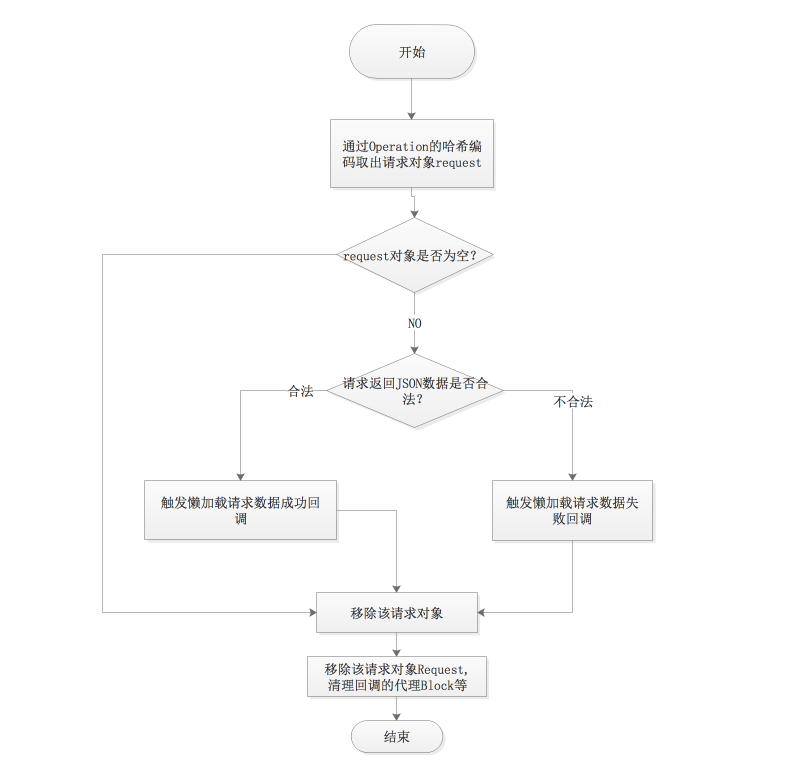 开始
通过Operation的哈希编
码取出请求对象request
request对象是否为空?
NO
请求返回JSON数据是否合
法?
合法
不合法
触发懒加载请求数据成功回
调
触发懒加载请求数据失
败回调
移除该请求对象
移除该请求对象Request,
清理回调的代理Block等
结束